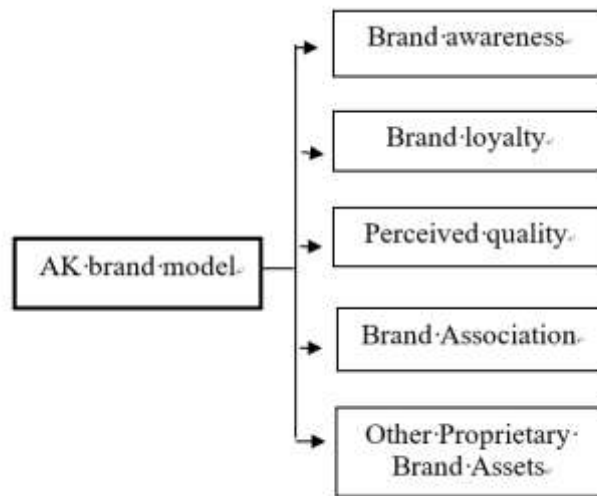 Brand awareness
Brand loyalty
Perceived quality
AK brand model
Brand Association
Other Proprietary
Brand Assets